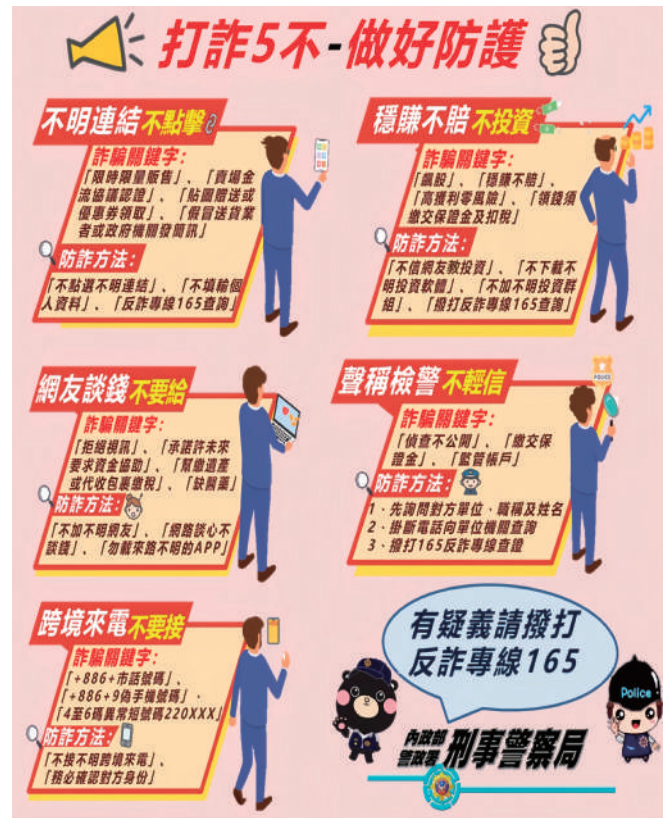 打詐5不-做好防護
不明連結不點擊
詐騙關鍵字:
「限時限量販售」、「賣場金
流協議認證」、「貼圖贈送或
優惠券領取」、「假冒送貨業
者或政府機關發簡訊」
防詐方法:
「不點選不明連結」、「不填輸個
人資料」、「反詐專線165查詢」
穩賺不賠 不投資
詐騙關鍵字:
「飆股」、「穩賺不賠」、
「高獲利零風險」、「領錢須
繳交保證金及扣稅」
防詐方法:
「不信網友教投資」、「不下載不
明投資軟體」、「不加不明投資群
組」、「撥打反詐專線165查詢」
網友談錢不要給
詐騙關鍵字:
「拒絕視訊」、「承諾許未來
要求資金協助」、「幫繳遺產
或代收包裹繳稅」、「缺醫藥」
防詐方法:
「不加不明網友」、「網路談心不
談錢」、「勿載來路不明的APP」
聲稱檢警 不輕信
POLICE
詐騙關鍵字:
「偵查不公開」、「繳交保
證金」、「監管帳戶」
防詐方法:
1、先詢問對方單位、職稱及姓名
2、掛斷電話向單位機關查詢
3、撥打165反詐專線查證
跨境來電不要接
詐騙關鍵字:
「+886+市話號碼」、
「+886+9偽手機號碼」、
「4至6碼異常短號碼220XXX」
防詐方法:
「不接不明跨境來電」、
「務必確認對方身份」
有疑義請撥打
反詐專線165
Police
內政部
警政署 刑事警察局